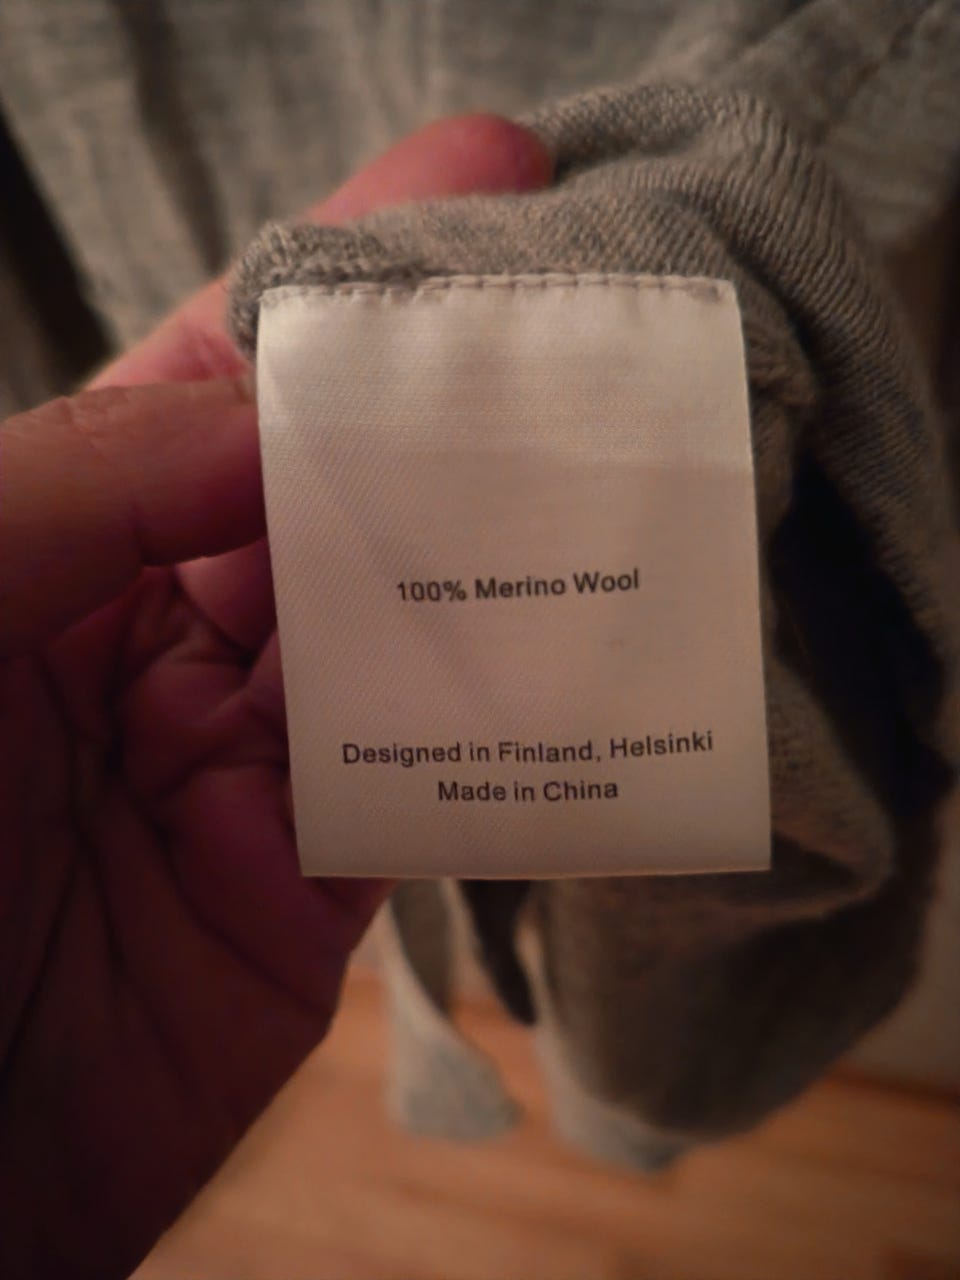 100% Merino Wool
Designed in Finland, Helsinki
Made in China